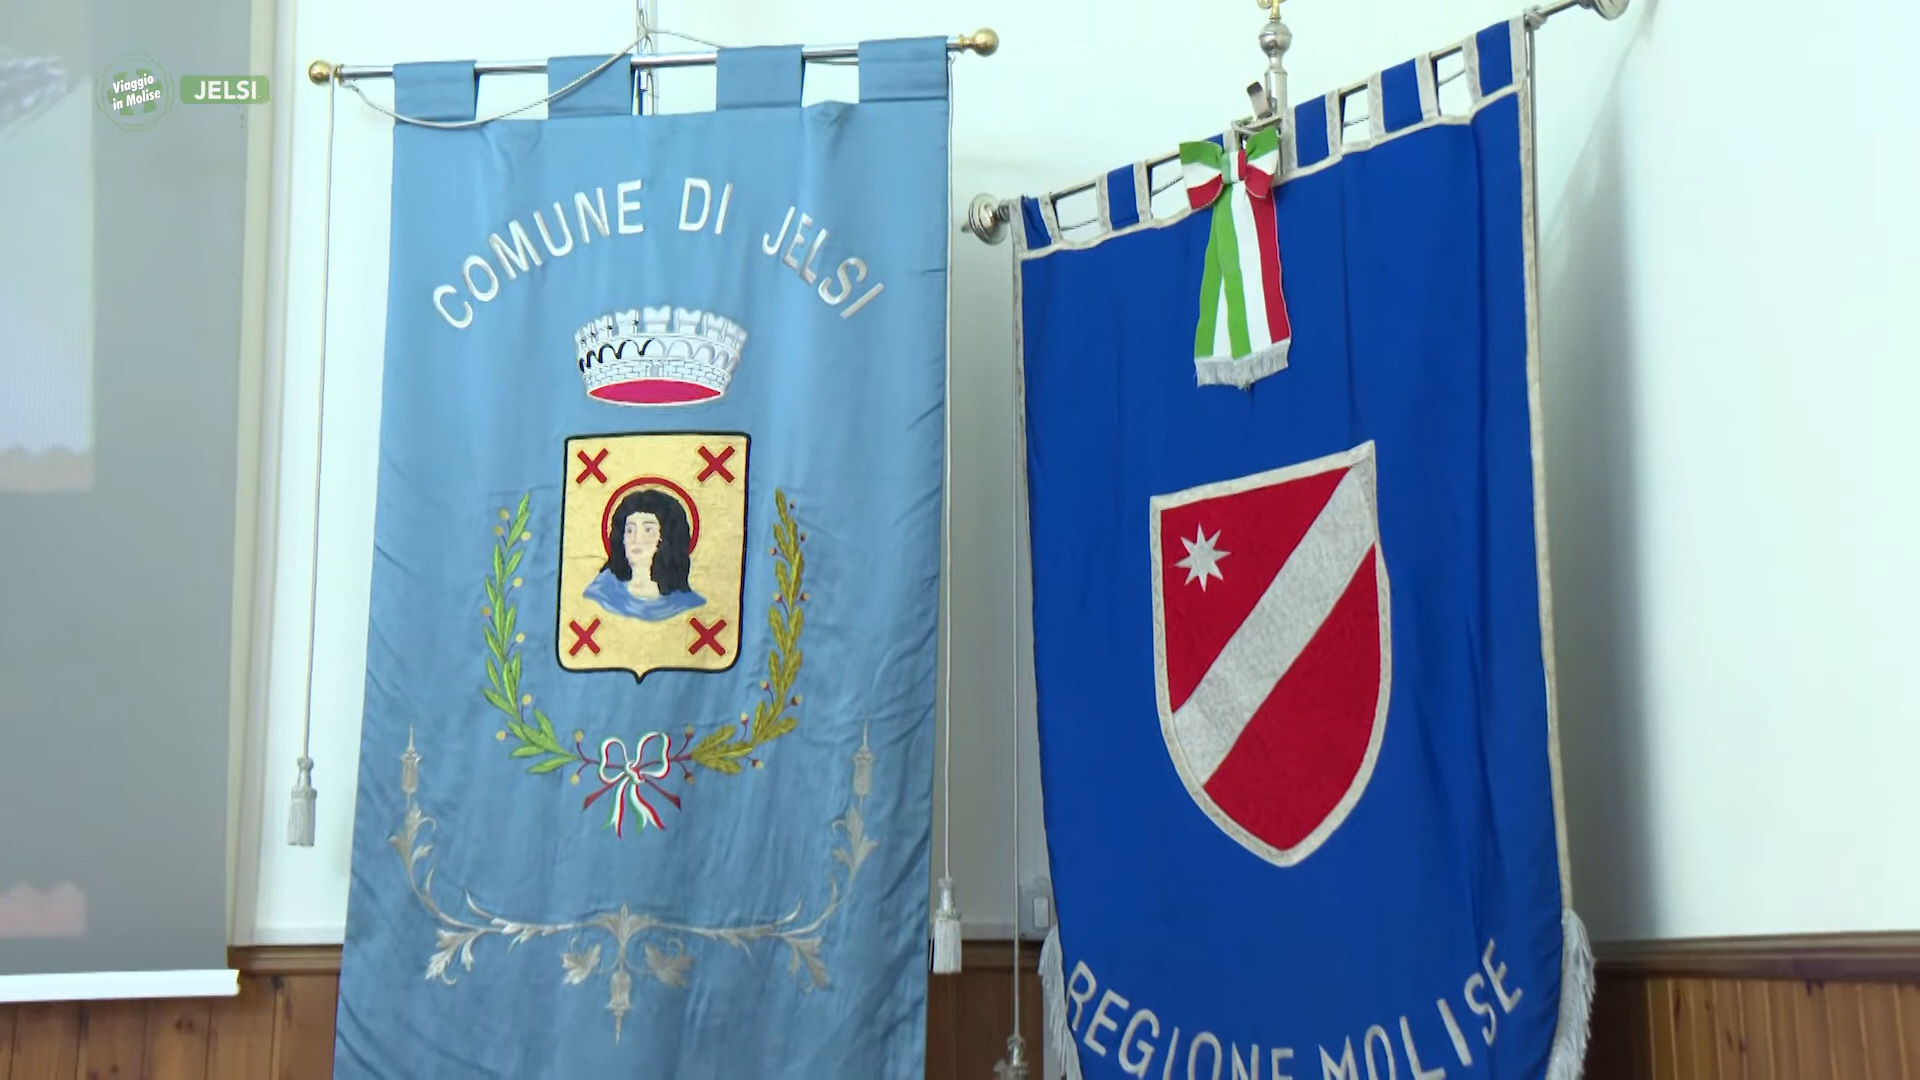 Viaggio
in Molise
JELSI
COMUNE DI JELSI
REGIONE MOLISE